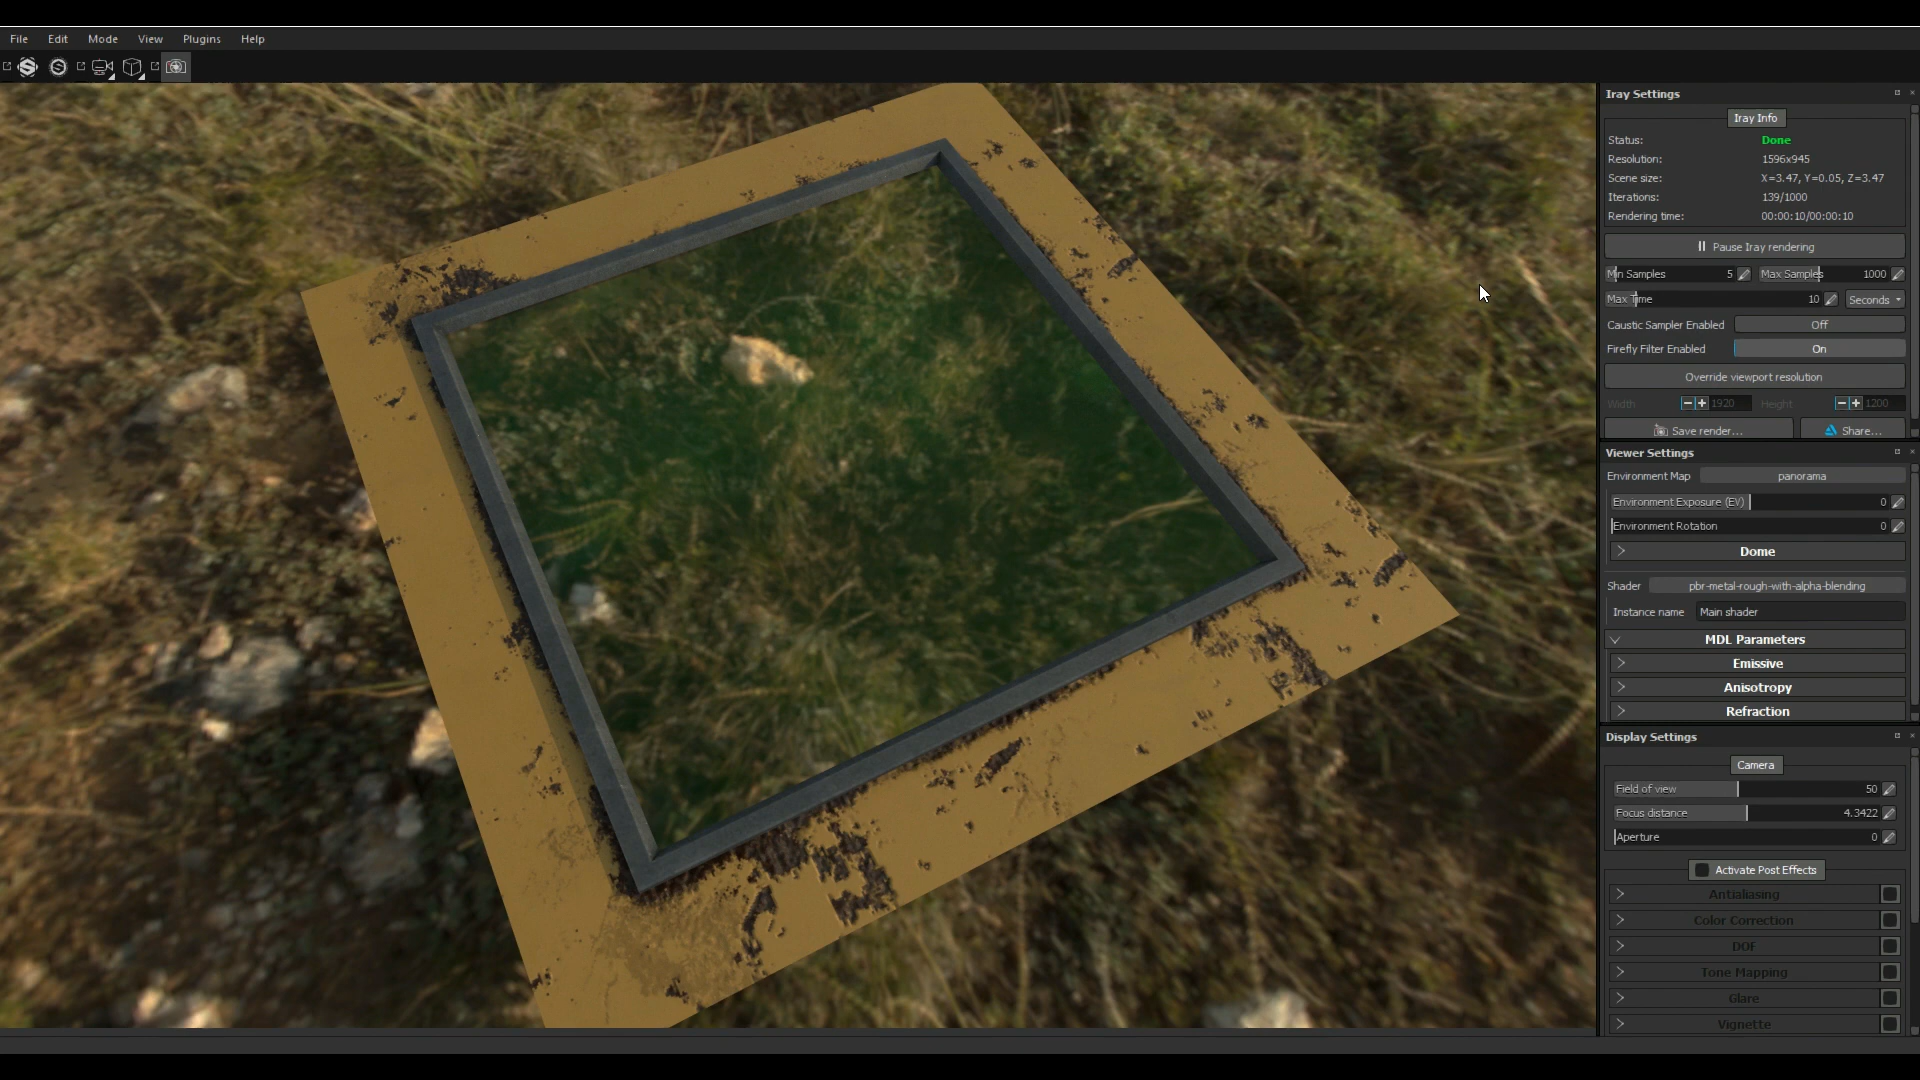 File Edit Mode View Plugins Help
Iray Settings
Iray Info
Status: Done
Resolution: 1596x945
Scene size: X=3.47, Y=0.05, Z=3.47
Iterations: 139/1000
Rendering time: 00:00:10/00:00:10
Pause Iray rendering
Min Samples 5 Max Samples 1000
Max Time 10 Seconds
Caustic Sampler Enabled Off
Firefly Filter Enabled On
Override viewport resolution
Width 1920 Height 1200
Save render... Share...
Viewer Settings
Environment Map panorama
Environment Exposure (EV) 0
Environment Rotation 0
Dome
Shader pbr-metal-rough-with-alpha-blending
Instance name Main shader
MDL Parameters
Emissive
Anisotropy
Refraction
Display Settings
Camera
Field of view 50
Focus distance 4.3422
Aperture 0
Activate Post Effects
Antialiasing
Color Correction
DOF
Tone Mapping
Glare
Vignette